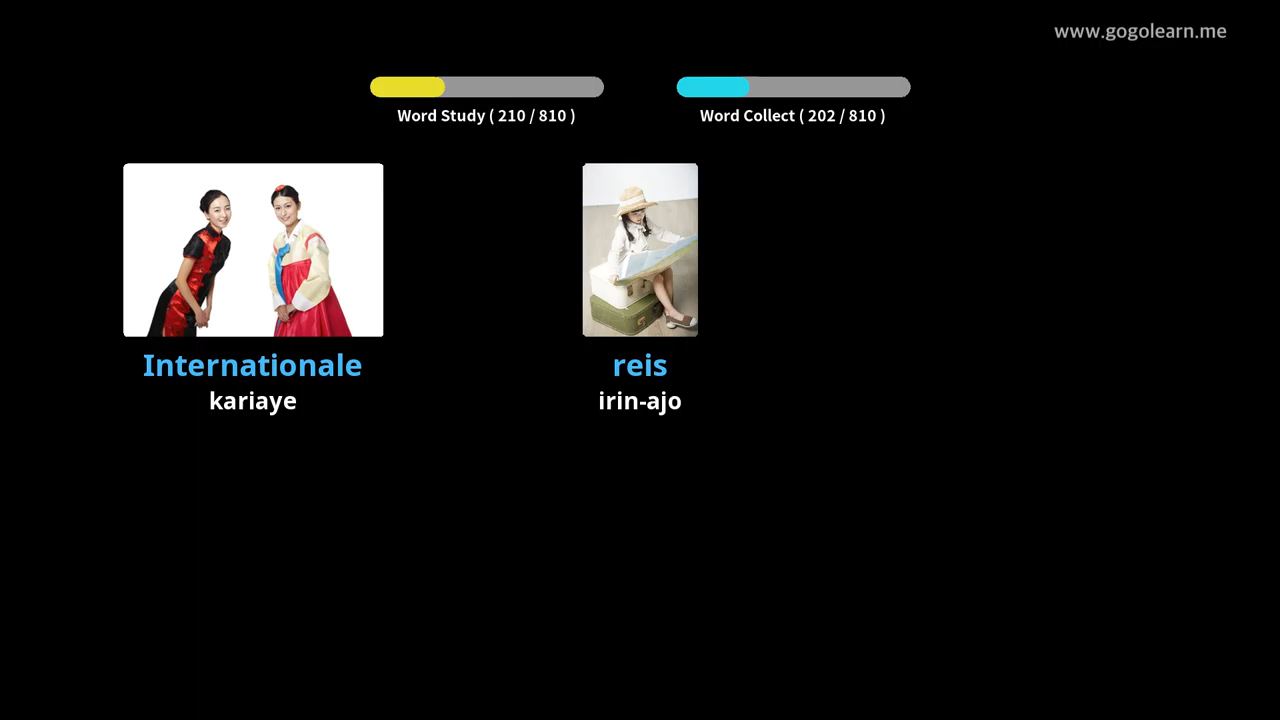 www.gogolearn.me
Word Study ( 210 / 810 )
Word Collect ( 202 / 810 )
Internationale
kariaye
reis
irin-ajo